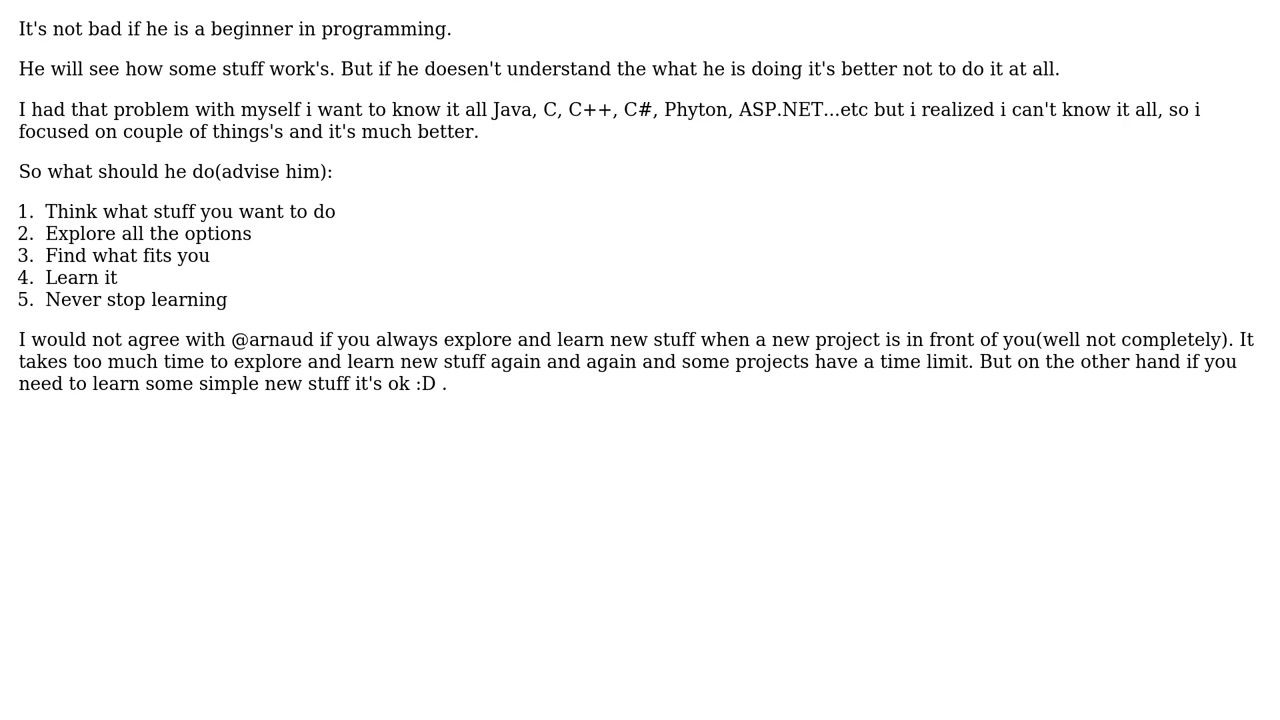 It's not bad if he is a beginner in programming.
He will see how some stuff work's. But if he doesen't understand the what he is doing it's better not to do it at all.
I had that problem with myself i want to know it all Java, C, C++, C#, Phyton, ASP.NET...etc but i realized i can't know it all, so i
focused on couple of things's and it's much better.
So what should he do(advise him):
1. Think what stuff you want to do
2. Explore all the options
3. Find what fits you
4. Learn it
5. Never stop learning
I would not agree with @arnaud if you always explore and learn new stuff when a new project is in front of you(well not completely). It
takes too much time to explore and learn new stuff again and again and some projects have a time limit. But on the other hand if you
need to learn some simple new stuff it's ok :D .